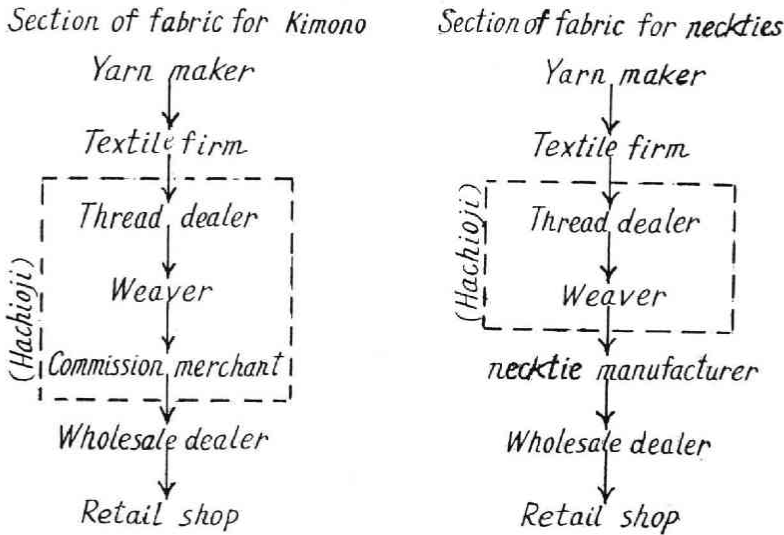 Section of fabric for Kimono
Yarn maker
Textile firm
Thread dealer
Weaver
Commission merchant
(Hachioji)
Wholesale dealer
Retail shop
Section of fabric for neckties
Yarn maker
Textile firm
Thread dealer
Weaver
(Hachioji)
necktie manufacturer
Wholesale dealer
Retail shop